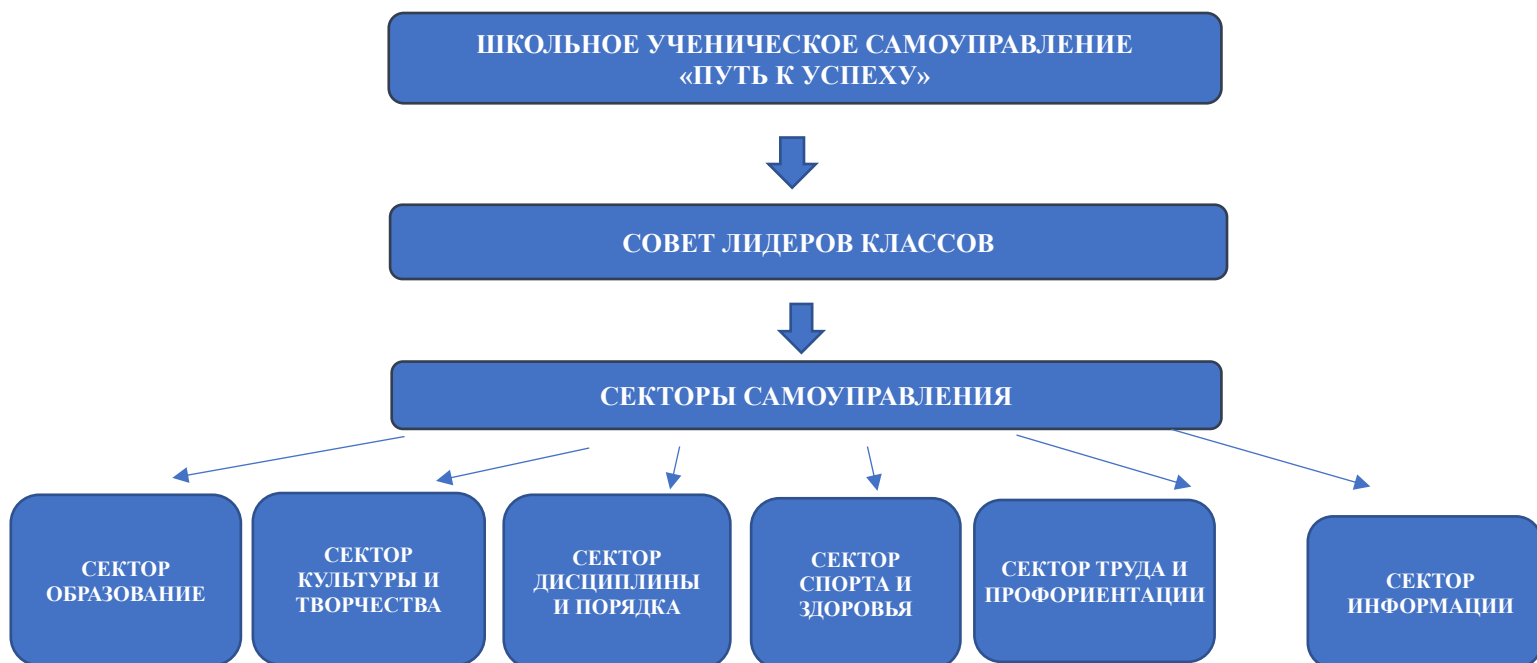 ШКОЛЬНОЕ УЧЕНИЧЕСКОЕ САМОУПРАВЛЕНИЕ
«ПУТЬ К УСПЕХУ»
СОВЕТ ЛИДЕРОВ КЛАССОВ
СЕКТОРЫ САМОУПРАВЛЕНИЯ
СЕКТОР
ОБРАЗОВАНИЕ
СЕКТОР
КУЛЬТУРЫ И
ТВОРЧЕСТВА
СЕКТОР
ДИСЦИПЛИНЫ
И ПОРЯДКА
СЕКТОР
СПОРТА И
ЗДОРОВЬЯ
СЕКТОР ТРУДА И
ПРОФОРИЕНТАЦИИ
СЕКТОР
ИНФОРМАЦИИ